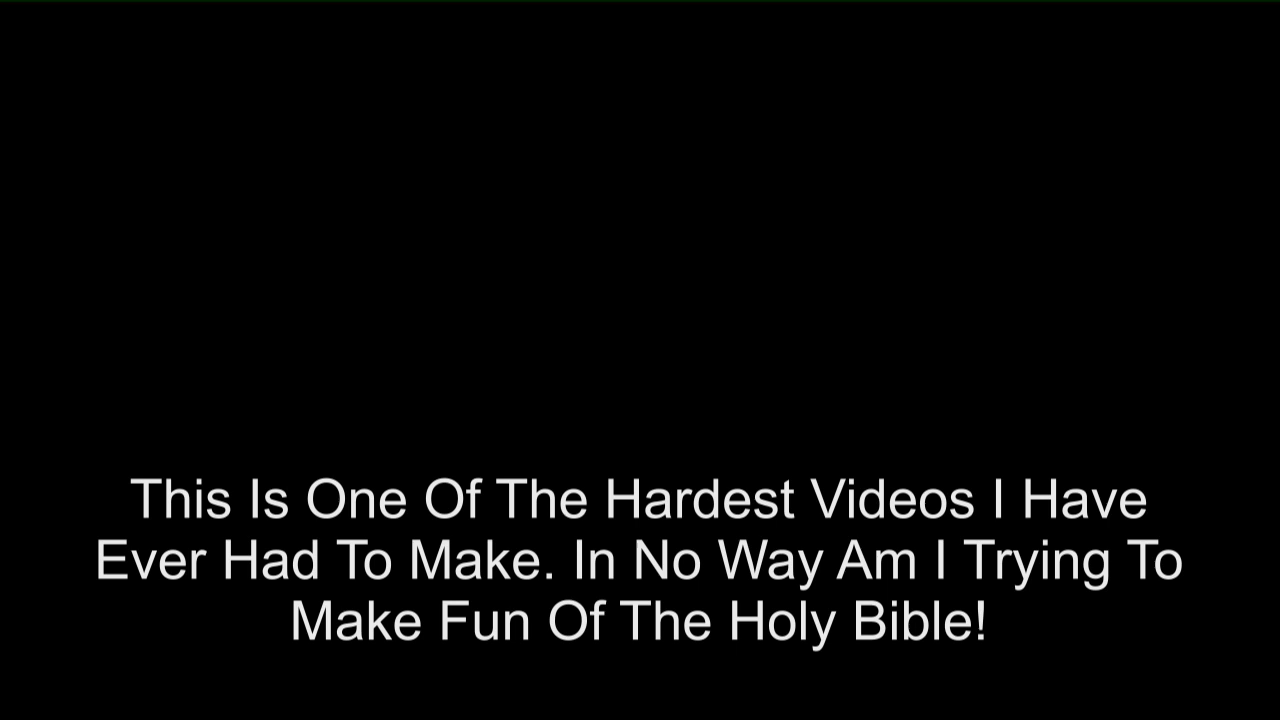 This Is One Of The Hardest Videos I Have
Ever Had To Make. In No Way Am I Trying To
Make Fun Of The Holy Bible!